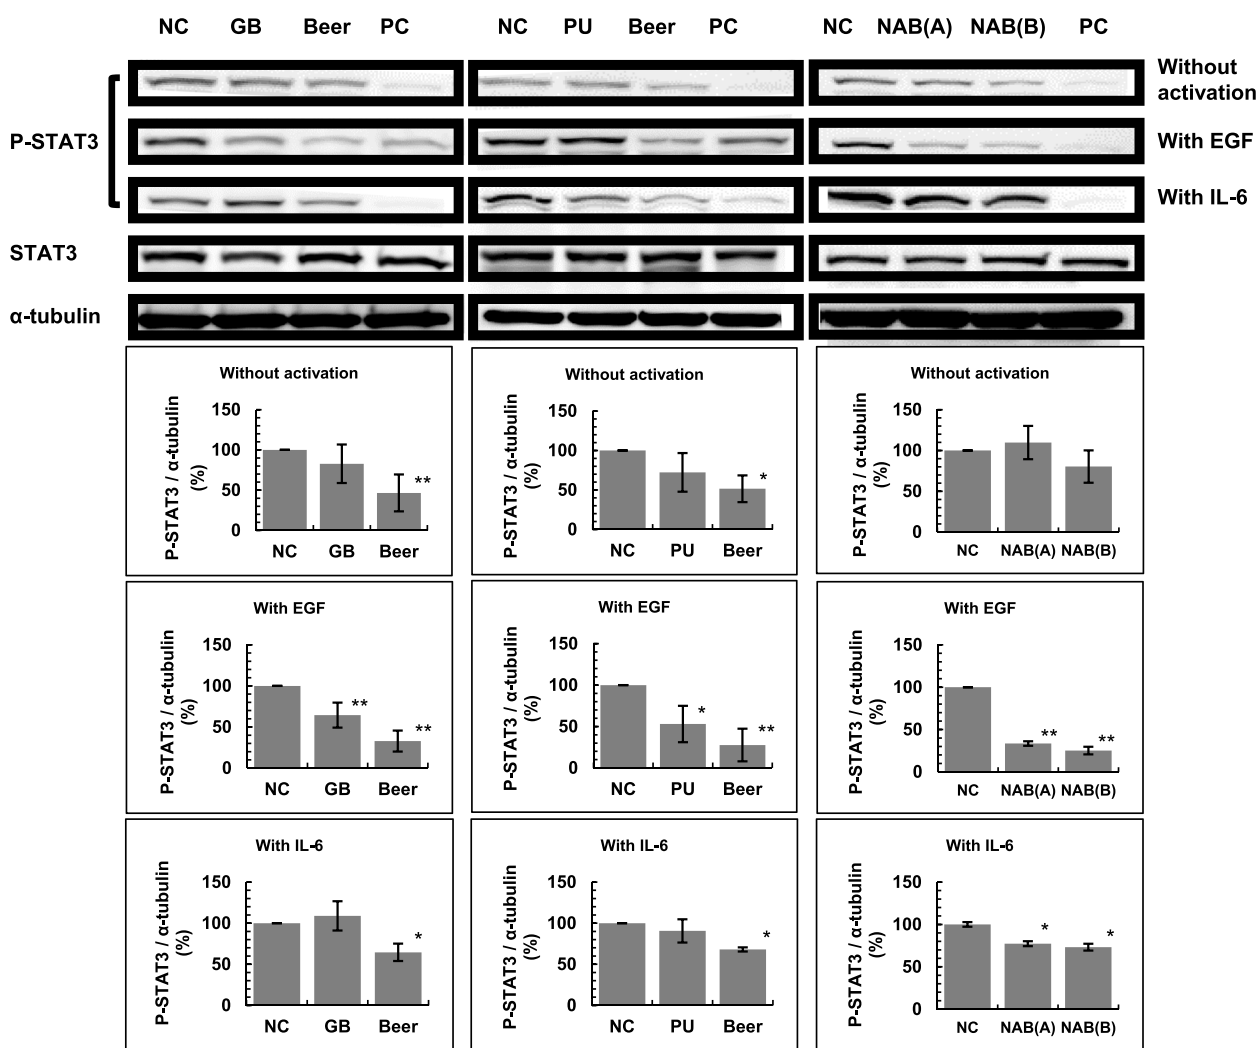 NC GB Beer PC NC PU Beer PC NC NAB(A) NAB(B) PC
Without
activation
P-STAT3
With EGF
With IL-6
STAT3
α-tubulin
Without activation
P-STAT3 / α-tubulin
(%)
150
100
50
0
NC GB Beer
**
Without activation
P-STAT3 / α-tubulin
(%)
150
100
50
0
NC PU Beer
*
Without activation
P-STAT3 / α-tubulin
(%)
150
100
50
0
NC NAB(A) NAB(B)
With EGF
P-STAT3 / α-tubulin
(%)
150
100
50
0
NC GB Beer
**
**
With EGF
P-STAT3 / α-tubulin
(%)
150
100
50
0
NC PU Beer
*
**
With EGF
P-STAT3 / α-tubulin
(%)
150
100
50
0
NC NAB(A) NAB(B)
**
**
With IL-6
P-STAT3 / α-tubulin
(%)
150
100
50
0
NC GB Beer
*
With IL-6
P-STAT3 / α-tubulin
(%)
150
100
50
0
NC PU Beer
*
With IL-6
P-STAT3 / α-tubulin
(%)
150
100
50
0
NC NAB(A) NAB(B)
*
*